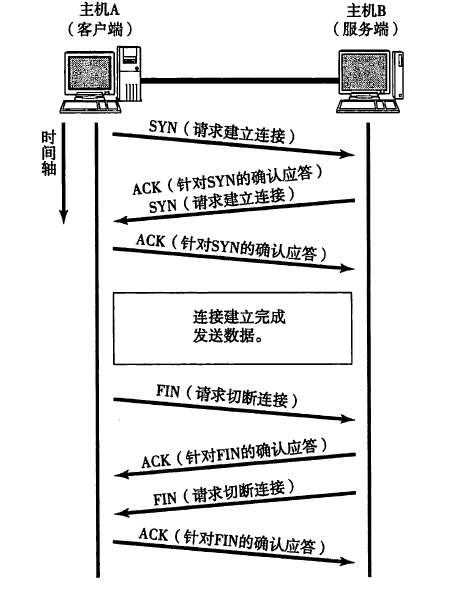 主机A
（客户端）
主机B
（服务端）
时间轴
SYN（请求建立连接）
ACK（针对SYN的确认应答）
SYN（请求建立连接）
ACK（针对SYN的确认应答）
连接建立完成
发送数据。
FIN（请求切断连接）
ACK（针对FIN的确认应答）
FIN（请求切断连接）
ACK（针对FIN的确认应答）